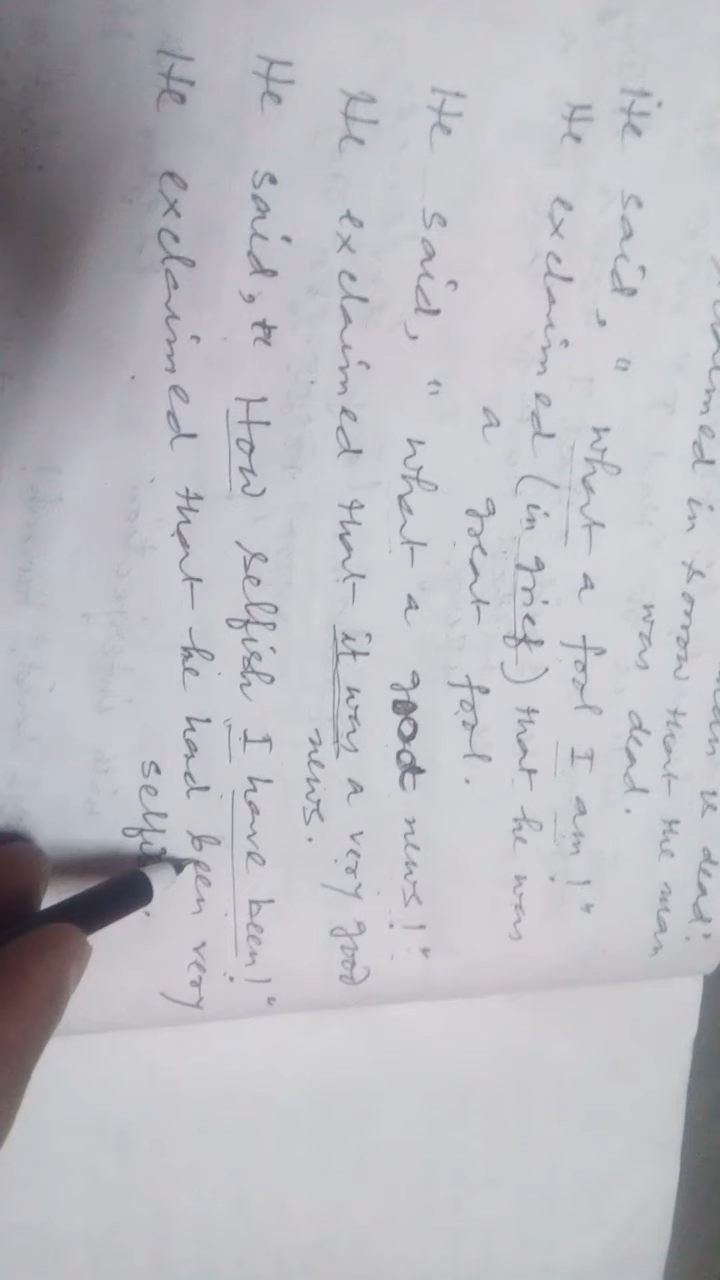 claimed in sorrow that the man
was dead.
He said, "what a fool I am!"
He exclaimed (in grief) that he was
a great fool.
He said, "what a good news!"
He exclaimed that it was a very good
news.
He said, "How selfish I have been!"
He exclaimed that he had been very